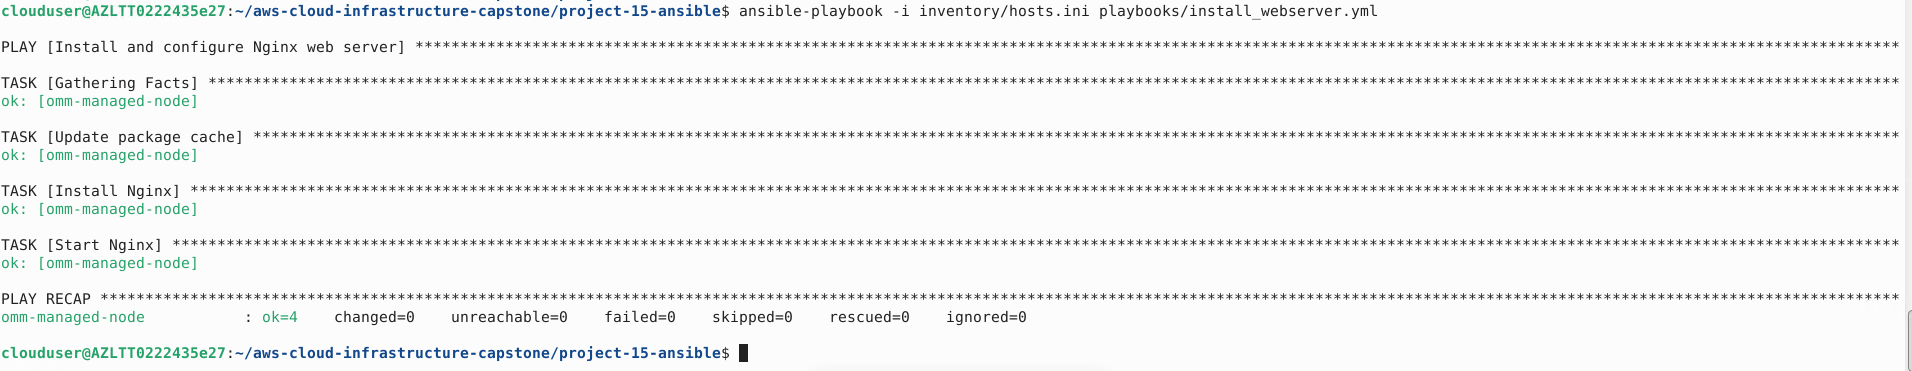 clouduser@AZLTT0222435e27:~/aws-cloud-infrastructure-capstone/project-15-ansible$ ansible-playbook -i inventory/hosts.ini playbooks/install_webserver.yml
PLAY [Install and configure Nginx web server] *********************************************************************************************************************************************************************
TASK [Gathering Facts] ********************************************************************************************************************************************************************************************
ok: [omm-managed-node]
TASK [Update package cache] ***************************************************************************************************************************************************************************************
ok: [omm-managed-node]
TASK [Install Nginx] **********************************************************************************************************************************************************************************************
ok: [omm-managed-node]
TASK [Start Nginx] ************************************************************************************************************************************************************************************************
ok: [omm-managed-node]
PLAY RECAP ********************************************************************************************************************************************************************************************************
omm-managed-node           : ok=4    changed=0    unreachable=0    failed=0    skipped=0    rescued=0    ignored=0
clouduser@AZLTT0222435e27:~/aws-cloud-infrastructure-capstone/project-15-ansible$